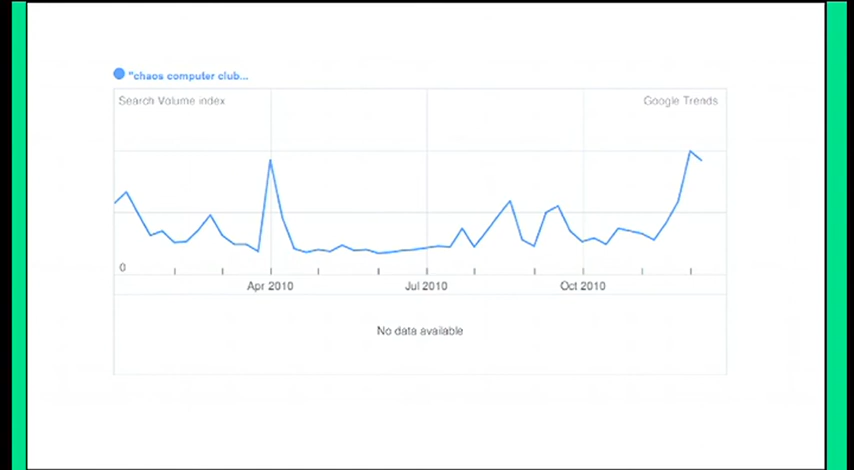 "chaos computer club...
Search Volume index
Google Trends
0
Apr 2010
Jul 2010
Oct 2010
No data available